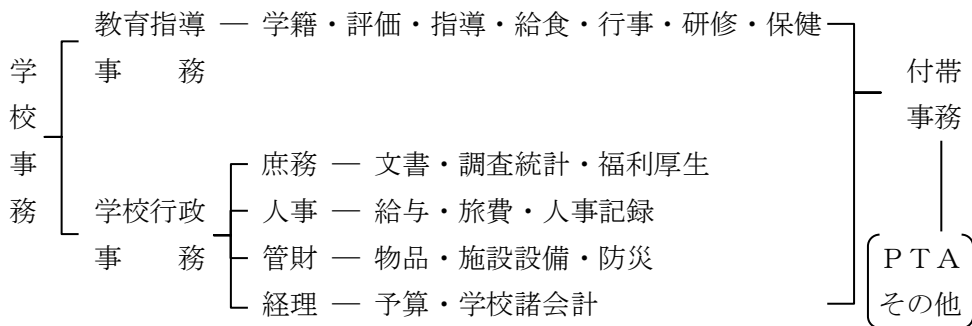 学校事務
教育指導事務 ― 学籍・評価・指導・給食・行事・研修・保健
学校行政事務
庶務 ― 文書・調査統計・福利厚生
人事 ― 給与・旅費・人事記録
管財 ― 物品・施設設備・防災
経理 ― 予算・学校諸会計
付帯事務
ＰＴＡ
その他